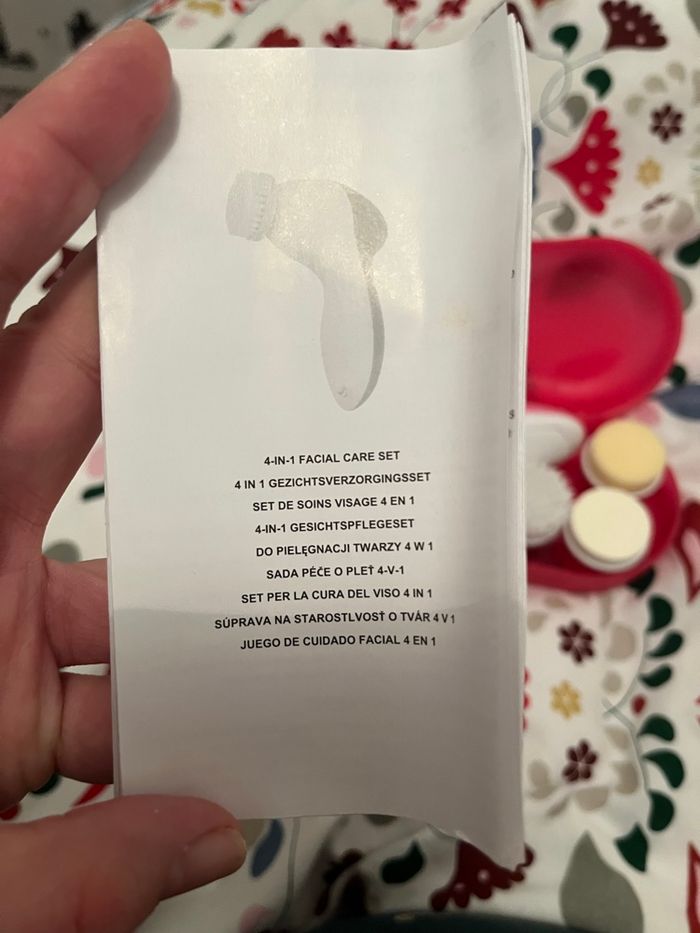 4-IN-1 FACIAL CARE SET
4 IN 1 GEZICHTSVERZORGINGSSET
SET DE SOINS VISAGE 4 EN 1
4-IN-1 GESICHTSPFLEGESET
DO PIELĘGNACJI TWARZY 4 W 1
SADA PÉČE O PLEŤ 4-V-1
SET PER LA CURA DEL VISO 4 IN 1
SÚPRAVA NA STAROSTLVOSŤ O TVÁR 4 V 1
JUEGO DE CUIDADO FACIAL 4 EN 1